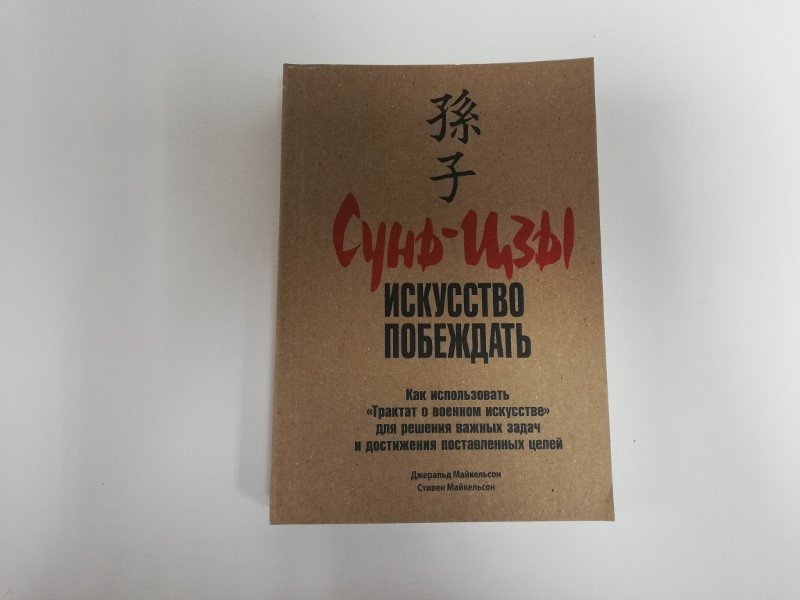 孫
子
Сунь-Цзы
ИСКУССТВО
ПОБЕЖДАТЬ
Как использовать
«Трактат о военном искусстве»
для решения важных задач
и достижения поставленных целей
Джеральд Майкельсон
Стивен Майкельсон